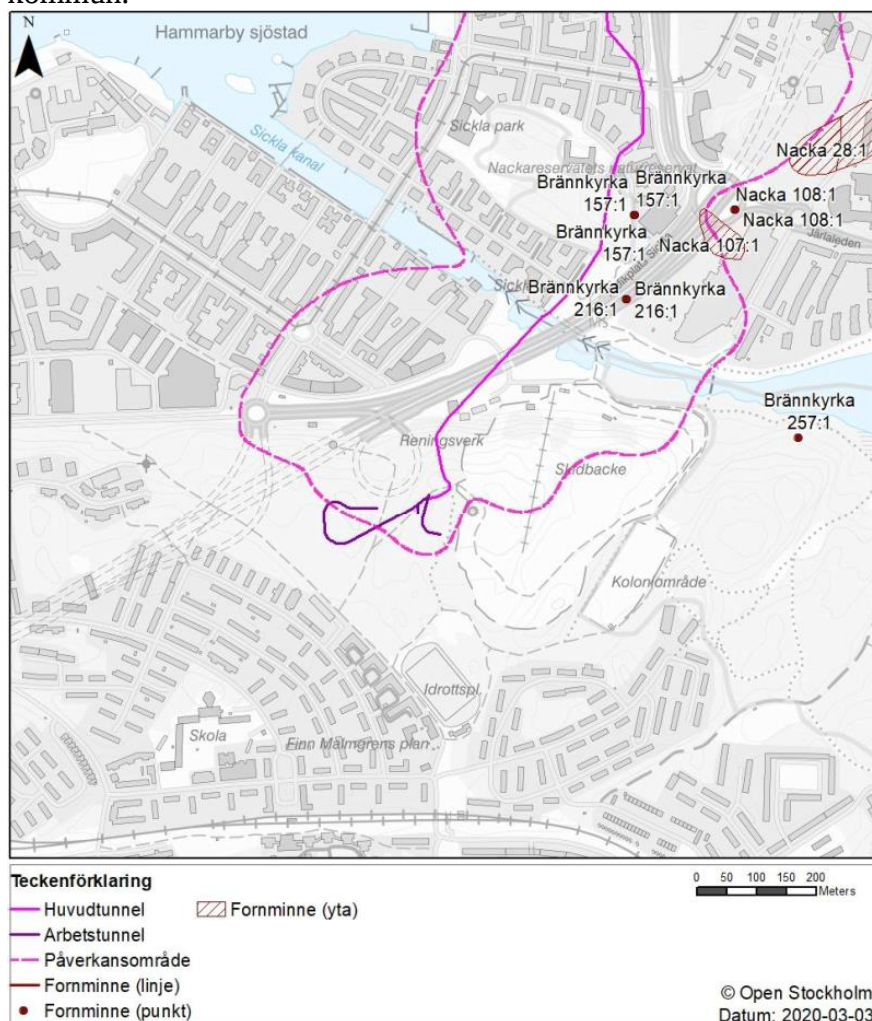 kommun.
N
Hammarby sjöstad
Sickla kanal
Sickla park
Nackareservatets naturreservat
Nacka 28:1
Brännkyrka
157:1
Brännkyrka
157:1
Nacka 108:1
Nacka 108:1
Brännkyrka
157:1
Nacka 107:1
Järlaleden
Brännkyrka
216:1
Brännkyrka
216:1
Brännkyrka
257:1
Reningsverk
Skidbacke
Koloniområde
Idrottspl.
Skola
Finn Malmgrens plan
Teckenförklaring
Huvudtunnel
Fornminne (yta)
Arbetstunnel
Påverkansområde
Fornminne (linje)
Fornminne (punkt)
0 50 100 150 200
Meters
© Open Stockholm
Datum: 2020-03-03